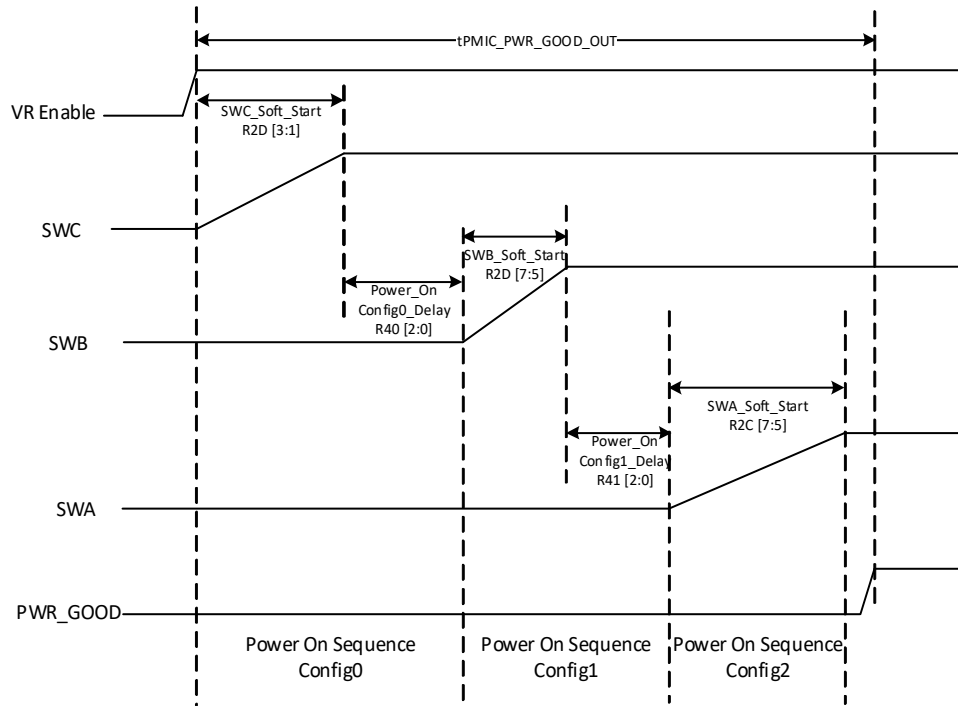 tPMIC_PWR_GOOD_OUT
VR Enable
SWC_Soft_Start
R2D [3:1]
SWC
SWB_Soft_Start
R2D [7:5]
Power_On
Config0_Delay
R40 [2:0]
SWB
SWA_Soft_Start
R2C [7:5]
Power_On
Config1_Delay
R41 [2:0]
SWA
PWR_GOOD
Power On Sequence
Config0
Power On Sequence
Config1
Power On Sequence
Config2